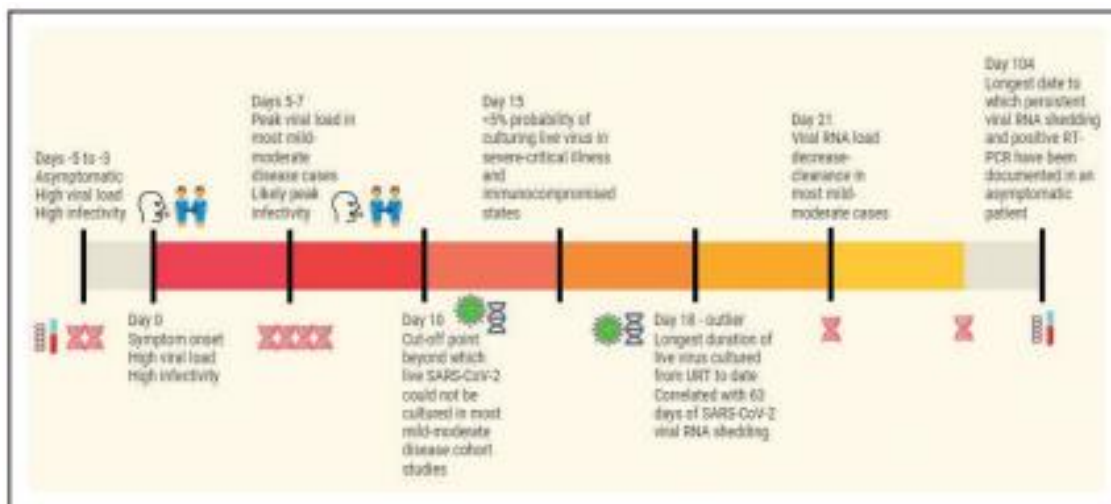 Days -5 to -3
Asymptomatic
High viral load
High infectivity
Day 0
Symptom onset
High viral load
High infectivity
Days 5-7
Peak viral load in
most mild-
moderate
disease cases
Likely peak
infectivity
Day 10
Cut-off point
beyond which
live SARS-CoV-2
could not be
cultured in most
mild-moderate
disease cohort
studies
Day 15
<5% probability of
culturing live virus in
severe-critical illness
and
immunocompromised
states
Day 18 - outlier
Longest duration of
live virus cultured
from URT to date
Correlated with 63
days of SARS-CoV-2
viral RNA shedding
Day 21
Viral RNA load
decrease-
clearance in
most mild-
moderate cases
Day 104
Longest date to
which persistent
viral RNA shedding
and positive RT-
PCR have been
documented in an
asymptomatic
patient